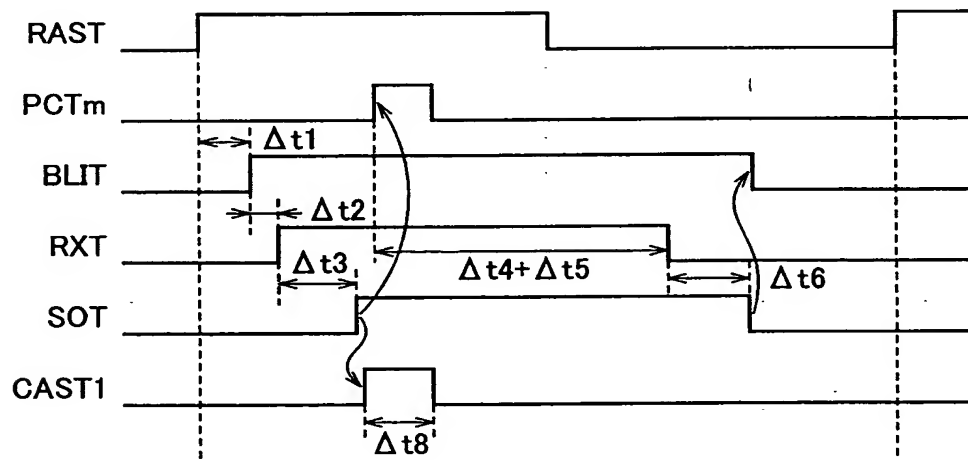 RAST
PCTm
Δt1
BLIT
Δt2
RXT
Δt3
Δt4+Δt5
Δt6
SOT
CAST1
Δt8